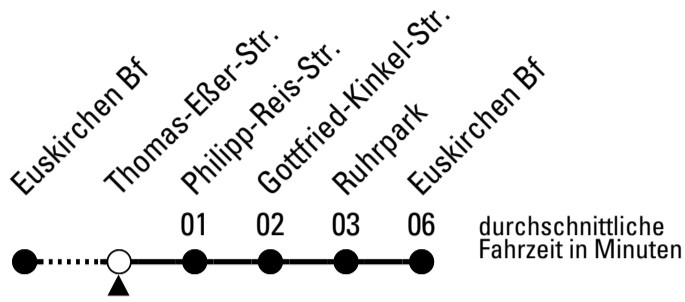 Euskirchen Bf
Thomas-Eßer-Str.
Philipp-Reis-Str.
Gottfried-Kinkel-Str.
Ruhrpark
Euskirchen Bf
01 02 03 06
durchschnittliche
Fahrzeit in Minuten